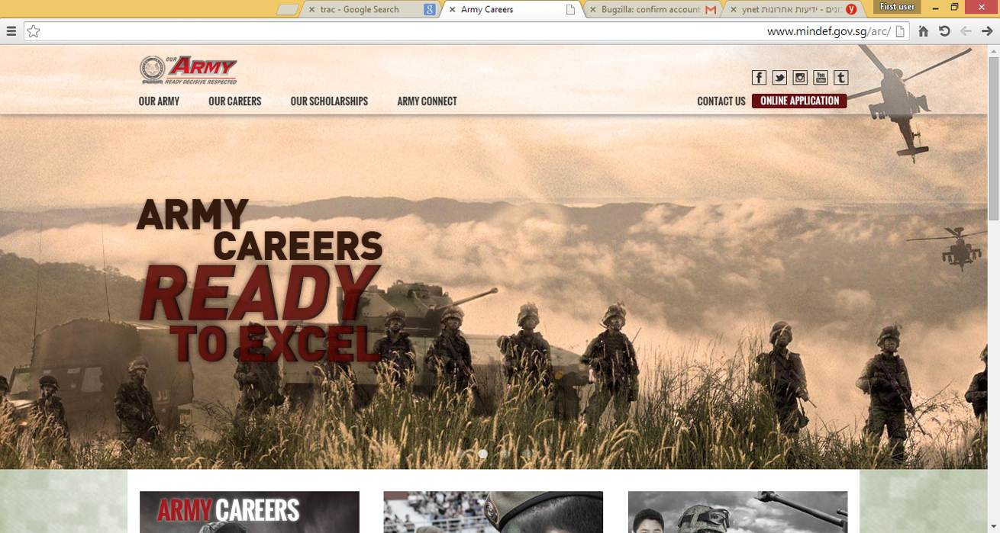 trac - Google Search
Army Careers
Bugzilla: confirm account
ynet ידיעות אחרונות -
First user
www.mindef.gov.sg/arc/
OUR ARMY
READY DECISIVE RESPECTED
OUR ARMY
OUR CAREERS
OUR SCHOLARSHIPS
ARMY CONNECT
CONTACT US
ONLINE APPLICATION
ARMY
CAREERS
READY
TO EXCEL
ARMY CAREERS